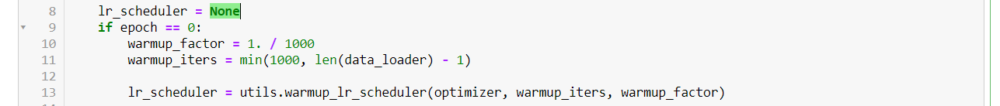 8 lr_scheduler = None
9 if epoch == 0:
10 warmup_factor = 1. / 1000
11 warmup_iters = min(1000, len(data_loader) - 1)
12
13 lr_scheduler = utils.warmup_lr_scheduler(optimizer, warmup_iters, warmup_factor)